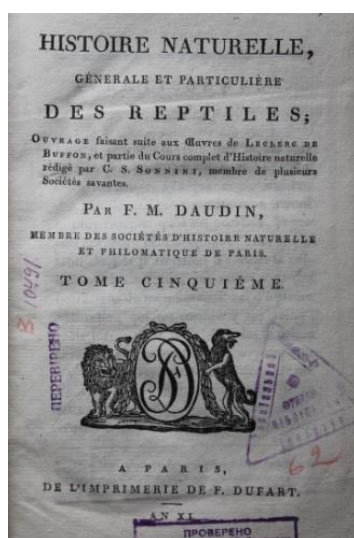 HISTOIRE NATURELLE,
GÉNERALE ET PARTICULIÈRE
DES REPTILES;
OUVRAGE faisant suite aux Œuvres de LECLERC DE
BUFFON, et partie du Cours complet d'Histoire naturelle
rédigé par C. S. SONNINI, membre de plusieurs
Sociétés savantes.
PAR F. M. DAUDIN,
MEMBRE DES SOCIÉTÉS D'HISTOIRE NATURELLE
ET PHILOMATIQUE DE PARIS.
TOME CINQUIÈME.
ПЕРЕВІРЕНО
62
A PARIS,
DE L'IMPRIMERIE DE F. DUFART.
AN XI.
ПРОВЕРЕНО